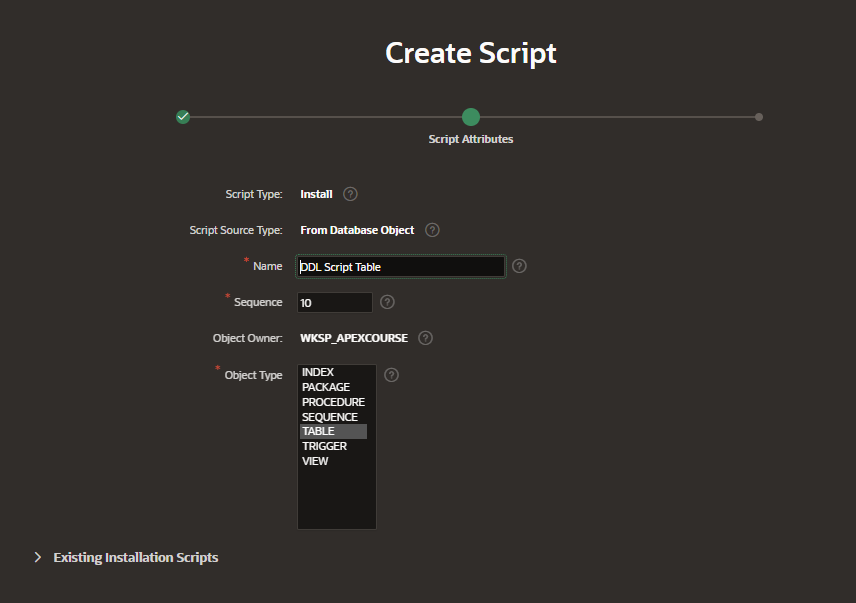 Create Script
Script Attributes
Script Type: Install
Script Source Type: From Database Object
* Name DDL Script Table
* Sequence 10
Object Owner: WKSP_APEXCOURSE
* Object Type
INDEX
PACKAGE
PROCEDURE
SEQUENCE
TABLE
TRIGGER
VIEW
Existing Installation Scripts